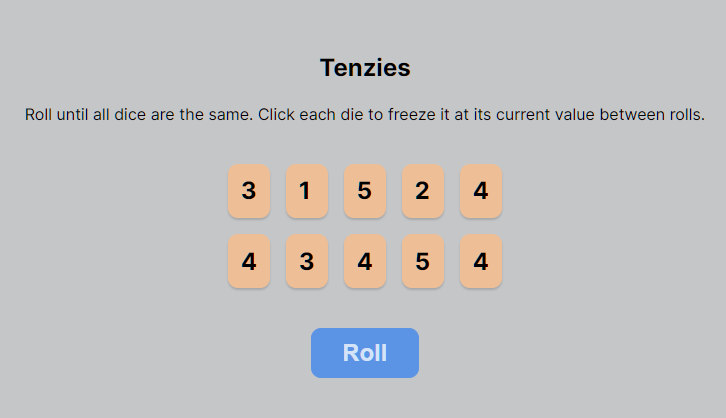 Tenzies
Roll until all dice are the same. Click each die to freeze it at its current value between rolls.
3 1 5 2 4
4 3 4 5 4
Roll